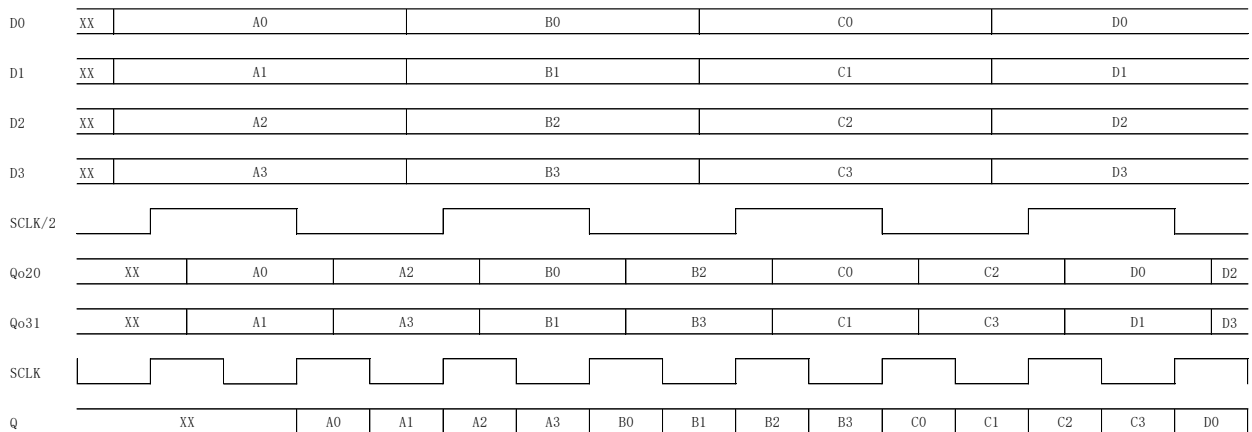 D0 XX A0 B0 C0 D0
D1 XX A1 B1 C1 D1
D2 XX A2 B2 C2 D2
D3 XX A3 B3 C3 D3
SCLK/2
Qo20 XX A0 A2 B0 B2 C0 C2 D0 D2
Qo31 XX A1 A3 B1 B3 C1 C3 D1 D3
SCLK
Q XX A0 A1 A2 A3 B0 B1 B2 B3 C0 C1 C2 C3 D0